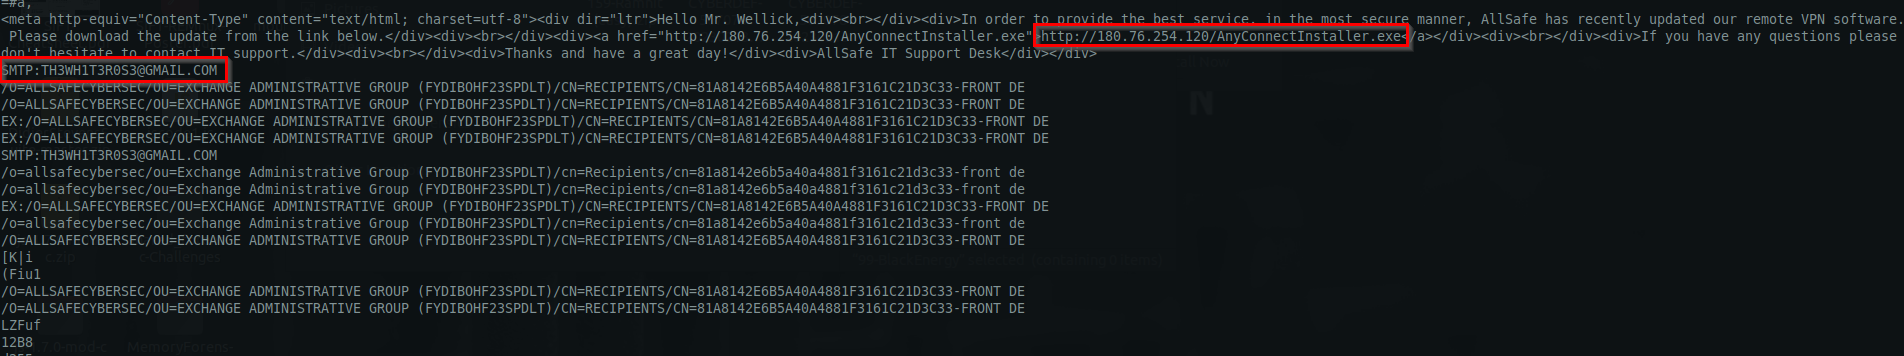 =#a,
<meta http-equiv="Content-Type" content="text/html; charset=utf-8"><div dir="ltr">Hello Mr. Wellick,<div><br></div><div>In order to provide the best service, in the most secure manner, AllSafe has recently updated our remote VPN software.
Please download the update from the link below.</div><div><br></div><div><a href="http://180.76.254.120/AnyConnectInstaller.exe">http://180.76.254.120/AnyConnectInstaller.exe</a></div><div><br></div><div>If you have any questions please
don't hesitate to contact IT support.</div><div><br></div><div>Thanks and have a great day!</div><div>AllSafe IT Support Desk</div></div>
SMTP:TH3WH1T3R0S3@GMAIL.COM
/O=ALLSAFECYBERSEC/OU=EXCHANGE ADMINISTRATIVE GROUP (FYDIBOHF23SPDLT)/CN=RECIPIENTS/CN=81A8142E6B5A40A4881F3161C21D3C33-FRONT DE
/O=ALLSAFECYBERSEC/OU=EXCHANGE ADMINISTRATIVE GROUP (FYDIBOHF23SPDLT)/CN=RECIPIENTS/CN=81A8142E6B5A40A4881F3161C21D3C33-FRONT DE
EX:/O=ALLSAFECYBERSEC/OU=EXCHANGE ADMINISTRATIVE GROUP (FYDIBOHF23SPDLT)/CN=RECIPIENTS/CN=81A8142E6B5A40A4881F3161C21D3C33-FRONT DE
EX:/O=ALLSAFECYBERSEC/OU=EXCHANGE ADMINISTRATIVE GROUP (FYDIBOHF23SPDLT)/CN=RECIPIENTS/CN=81A8142E6B5A40A4881F3161C21D3C33-FRONT DE
SMTP:TH3WH1T3R0S3@GMAIL.COM
/o=allsafecybersec/ou=Exchange Administrative Group (FYDIBOHF23SPDLT)/cn=Recipients/cn=81a8142e6b5a40a4881f3161c21d3c33-front de
/o=allsafecybersec/ou=Exchange Administrative Group (FYDIBOHF23SPDLT)/cn=Recipients/cn=81a8142e6b5a40a4881f3161c21d3c33-front de
EX:/O=ALLSAFECYBERSEC/OU=EXCHANGE ADMINISTRATIVE GROUP (FYDIBOHF23SPDLT)/CN=RECIPIENTS/CN=81A8142E6B5A40A4881F3161C21D3C33-FRONT DE
/o=allsafecybersec/ou=Exchange Administrative Group (FYDIBOHF23SPDLT)/cn=Recipients/cn=81a8142e6b5a40a4881f3161c21d3c33-front de
/O=ALLSAFECYBERSEC/OU=EXCHANGE ADMINISTRATIVE GROUP (FYDIBOHF23SPDLT)/CN=RECIPIENTS/CN=81A8142E6B5A40A4881F3161C21D3C33-FRONT DE
[K|i
(Fiu1
/O=ALLSAFECYBERSEC/OU=EXCHANGE ADMINISTRATIVE GROUP (FYDIBOHF23SPDLT)/CN=RECIPIENTS/CN=81A8142E6B5A40A4881F3161C21D3C33-FRONT DE
/O=ALLSAFECYBERSEC/OU=EXCHANGE ADMINISTRATIVE GROUP (FYDIBOHF23SPDLT)/CN=RECIPIENTS/CN=81A8142E6B5A40A4881F3161C21D3C33-FRONT DE
LZFuf
12B8